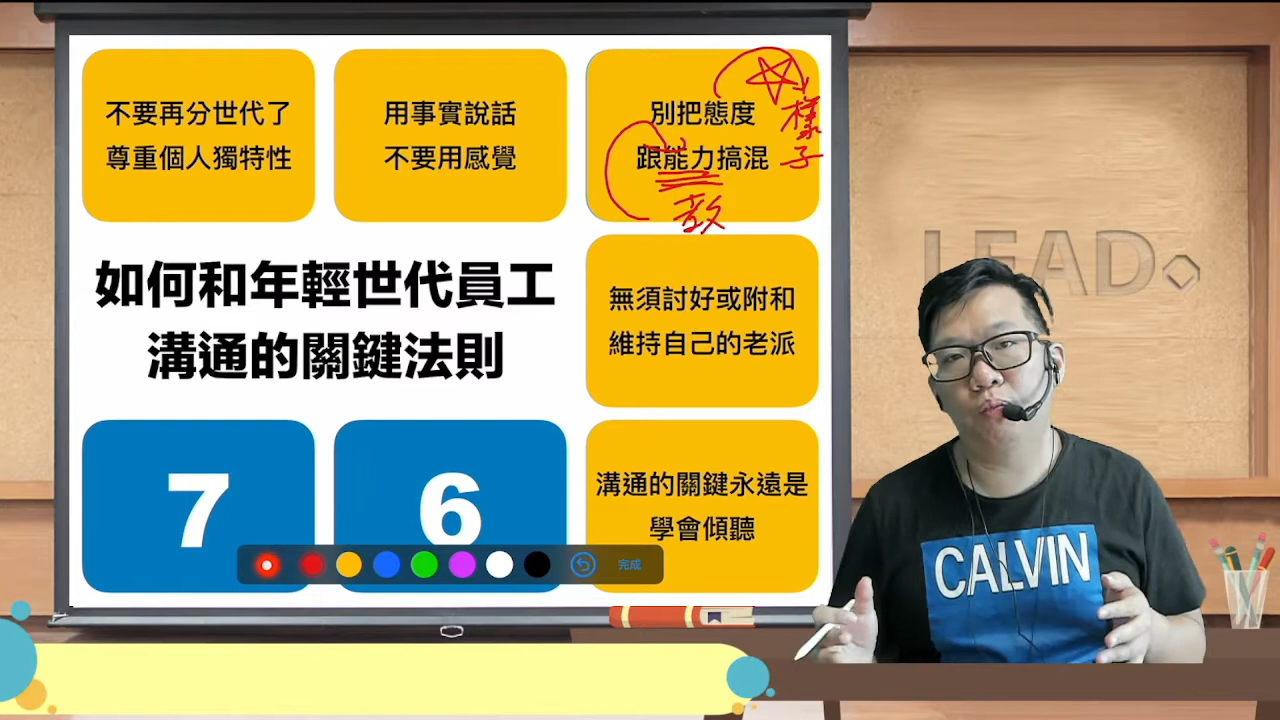 不要再分世代了
尊重個人獨特性
用事實說話
不要用感覺
別把態度
跟能力搞混
樣子
教
如何和年輕世代員工
溝通的關鍵法則
無須討好或附和
維持自己的老派
7
6
溝通的關鍵永遠是
學會傾聽
完成
LEAD
CALVIN